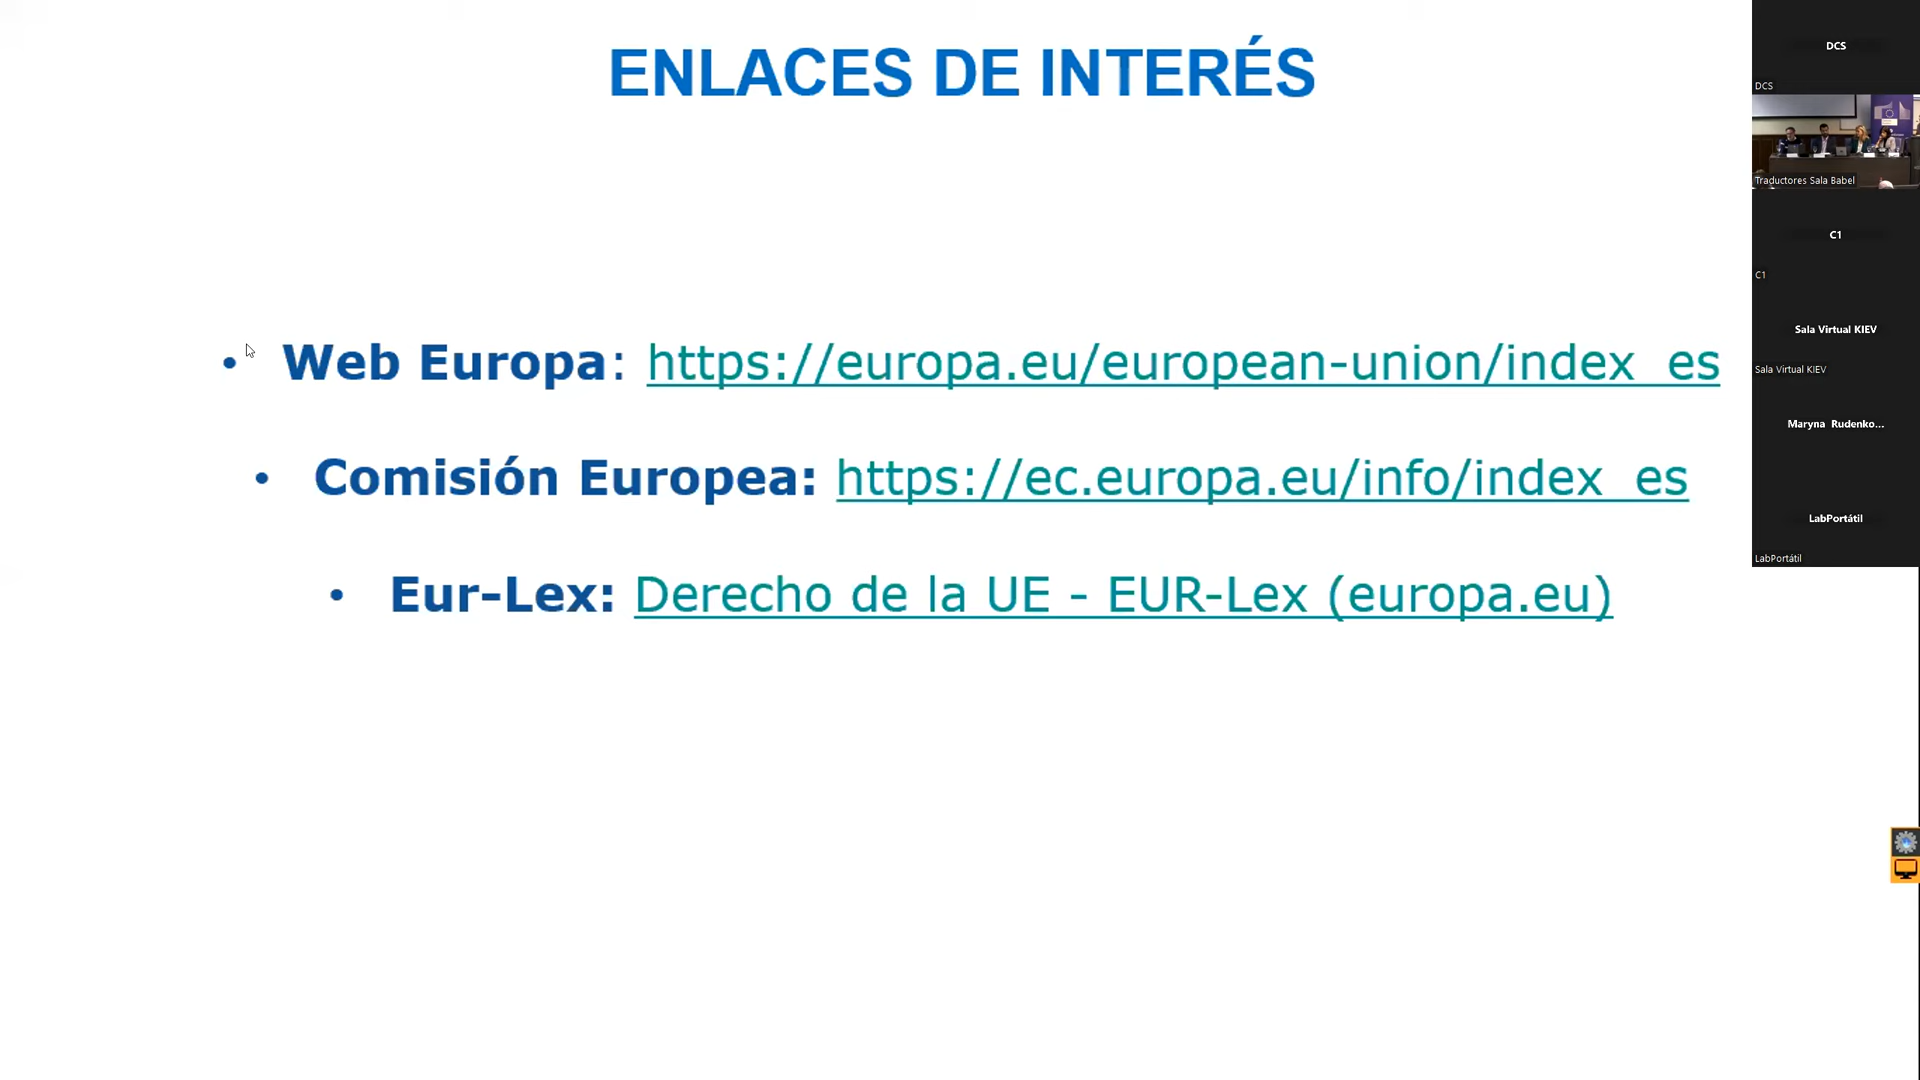 ENLACES DE INTERÉS
• Web Europa: https://europa.eu/european-union/index_es
• Comisión Europea: https://ec.europa.eu/info/index_es
• Eur-Lex: Derecho de la UE - EUR-Lex (europa.eu)
DCS
DCS
Traductores Sala Babel
C1
C1
Sala Virtual KIEV
Sala Virtual KIEV
Maryna Rudenko...
LabPortátil
LabPortátil